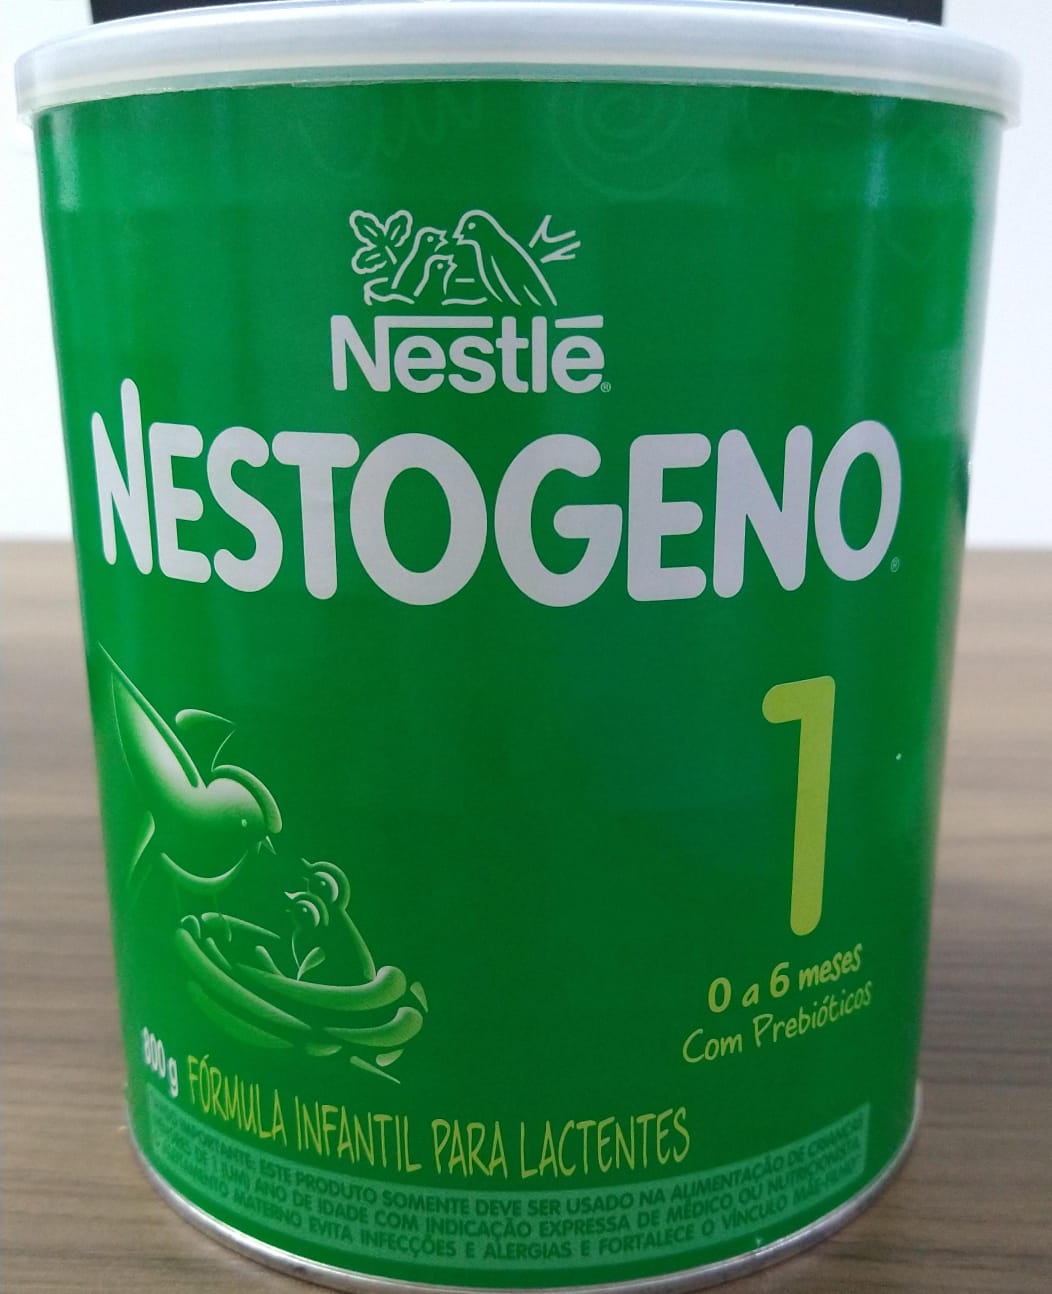 Nestlé®
NESTOGENO®
1
0 a 6 meses
Com Prebióticos
800 g
FÓRMULA INFANTIL PARA LACTENTES
AVISO IMPORTANTE: ESTE PRODUTO SOMENTE DEVE SER USADO NA ALIMENTAÇÃO DE CRIANÇAS
MENORES DE 1 (UM) ANO DE IDADE COM INDICAÇÃO EXPRESSA DE MÉDICO OU NUTRICIONISTA.
O ALEITAMENTO MATERNO EVITA INFECÇÕES E ALERGIAS E FORTALECE O VÍNCULO MÃE-FILHO